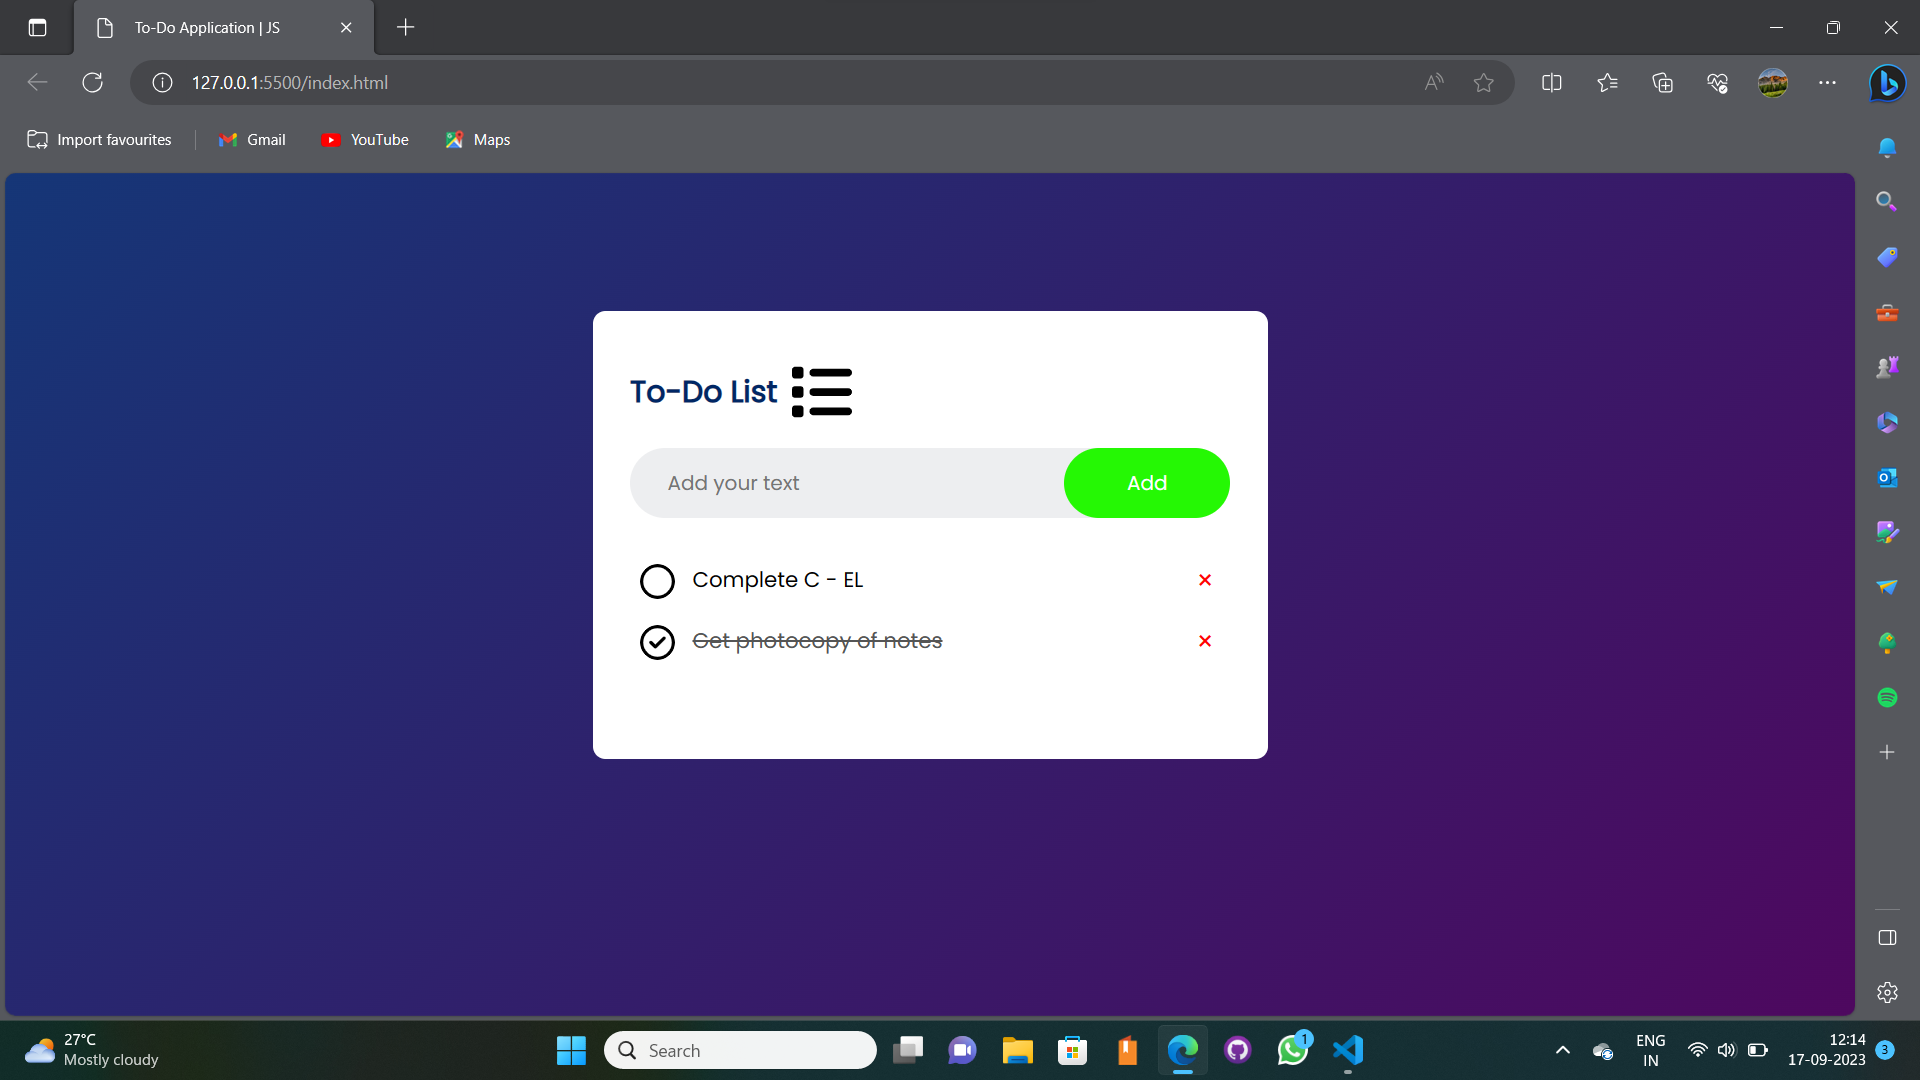 To-Do Application | JS
127.0.0.1:5500/index.html
Import favourites
Gmail
YouTube
Maps
To-Do List
Add your text
Add
Complete C - EL
×
Get photocopy of notes
×
27°C
Mostly cloudy
Search
1
ENG
IN
12:14
17-09-2023
3